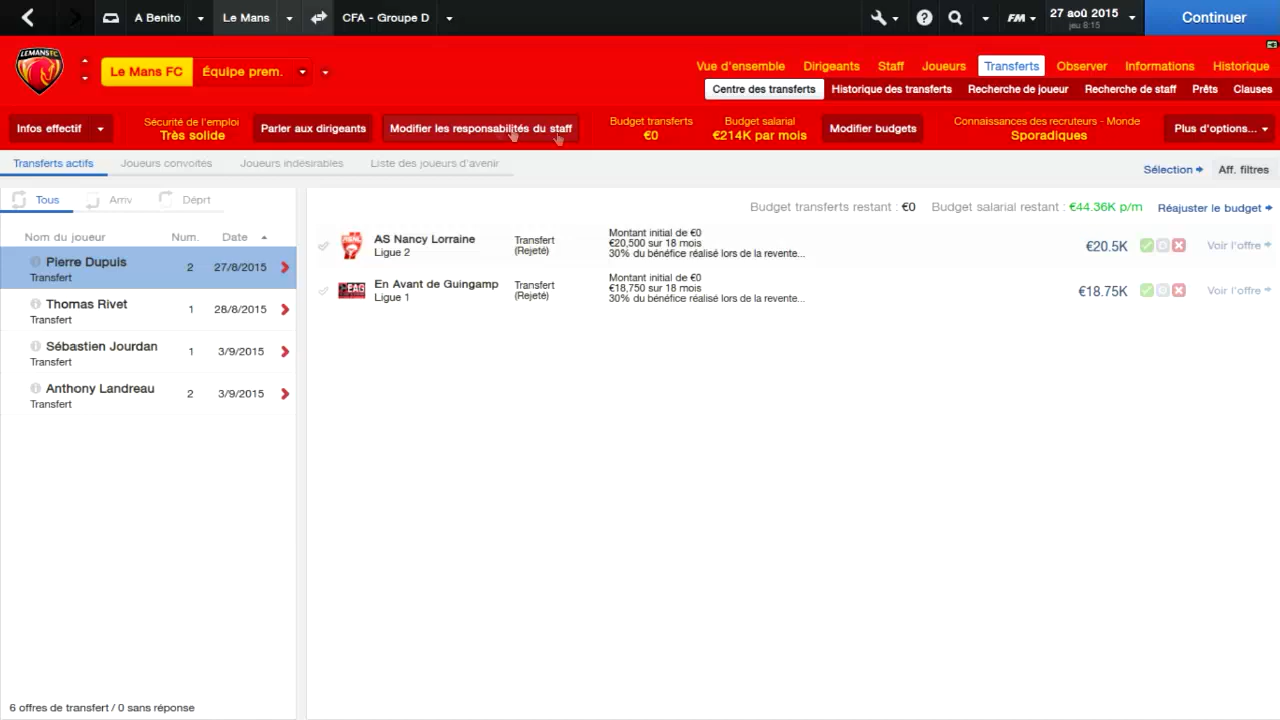 A Benito
Le Mans
CFA - Groupe D
FM
27 aoû 2015
jeu 8:15
Continuer
LE MANS FC
Le Mans FC
Équipe prem.
Vue d'ensemble
Dirigeants
Staff
Joueurs
Transferts
Observer
Informations
Historique
Centre des transferts
Historique des transferts
Recherche de joueur
Recherche de staff
Prêts
Clauses
Infos effectif
Sécurité de l'emploi
Très solide
Parler aux dirigeants
Modifier les responsabilités du staff
Budget transferts
€0
Budget salarial
€214K par mois
Modifier budgets
Connaissances des recruteurs - Monde
Sporadiques
Plus d'options...
Transferts actifs
Joueurs convoités
Joueurs indésirables
Liste des joueurs d'avenir
Sélection
Aff. filtres
Tous
Arriv
Déprt
Budget transferts restant : €0
Budget salarial restant : €44.36K p/m
Réajuster le budget
Nom du joueur
Num.
Date
Pierre Dupuis
Transfert
2
27/8/2015
Thomas Rivet
Transfert
1
28/8/2015
Sébastien Jourdan
Transfert
1
3/9/2015
Anthony Landreau
Transfert
2
3/9/2015
AS Nancy Lorraine
Ligue 2
Transfert
(Rejeté)
Montant initial de €0
€20,500 sur 18 mois
30% du bénéfice réalisé lors de la revente...
€20.5K
Voir l'offre
EAG
En Avant de Guingamp
Ligue 1
Transfert
(Rejeté)
Montant initial de €0
€18,750 sur 18 mois
30% du bénéfice réalisé lors de la revente...
€18.75K
Voir l'offre
6 offres de transfert / 0 sans réponse